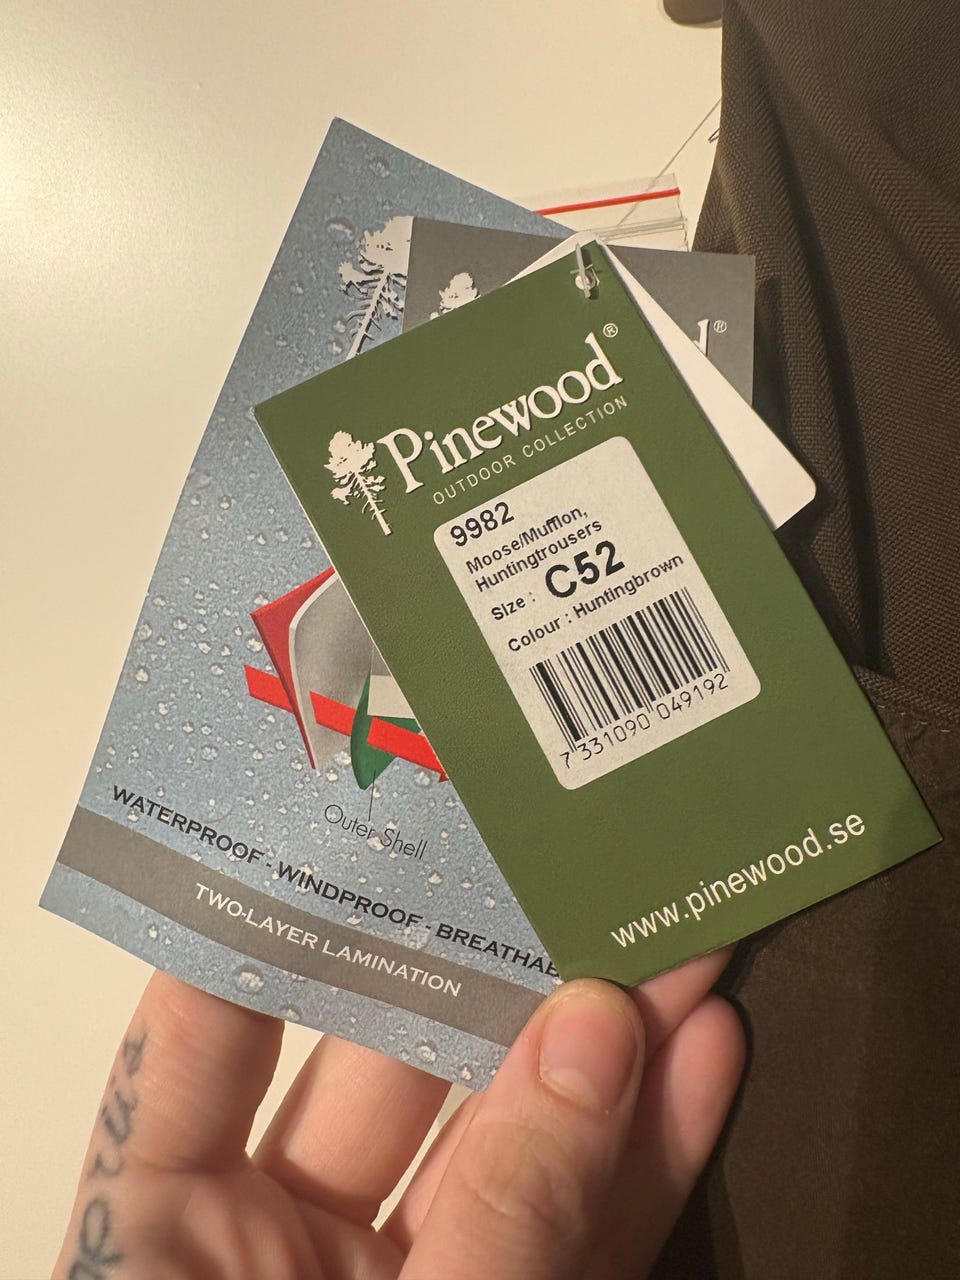 Pinewood®
OUTDOOR COLLECTION
9982
Moose/Mufflon,
Huntingtrousers
Size : C52
Colour : Huntingbrown
7 331090 049192
www.pinewood.se
d®
Outer Shell
WATERPROOF - WINDPROOF - BREATHAB
TWO-LAYER LAMINATION